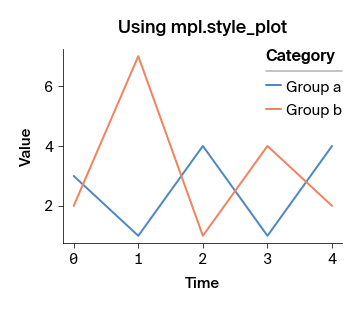 Using mpl.style_plot
Category
Group a
Group b
Value
6
4
2
0 1 2 3 4
Time